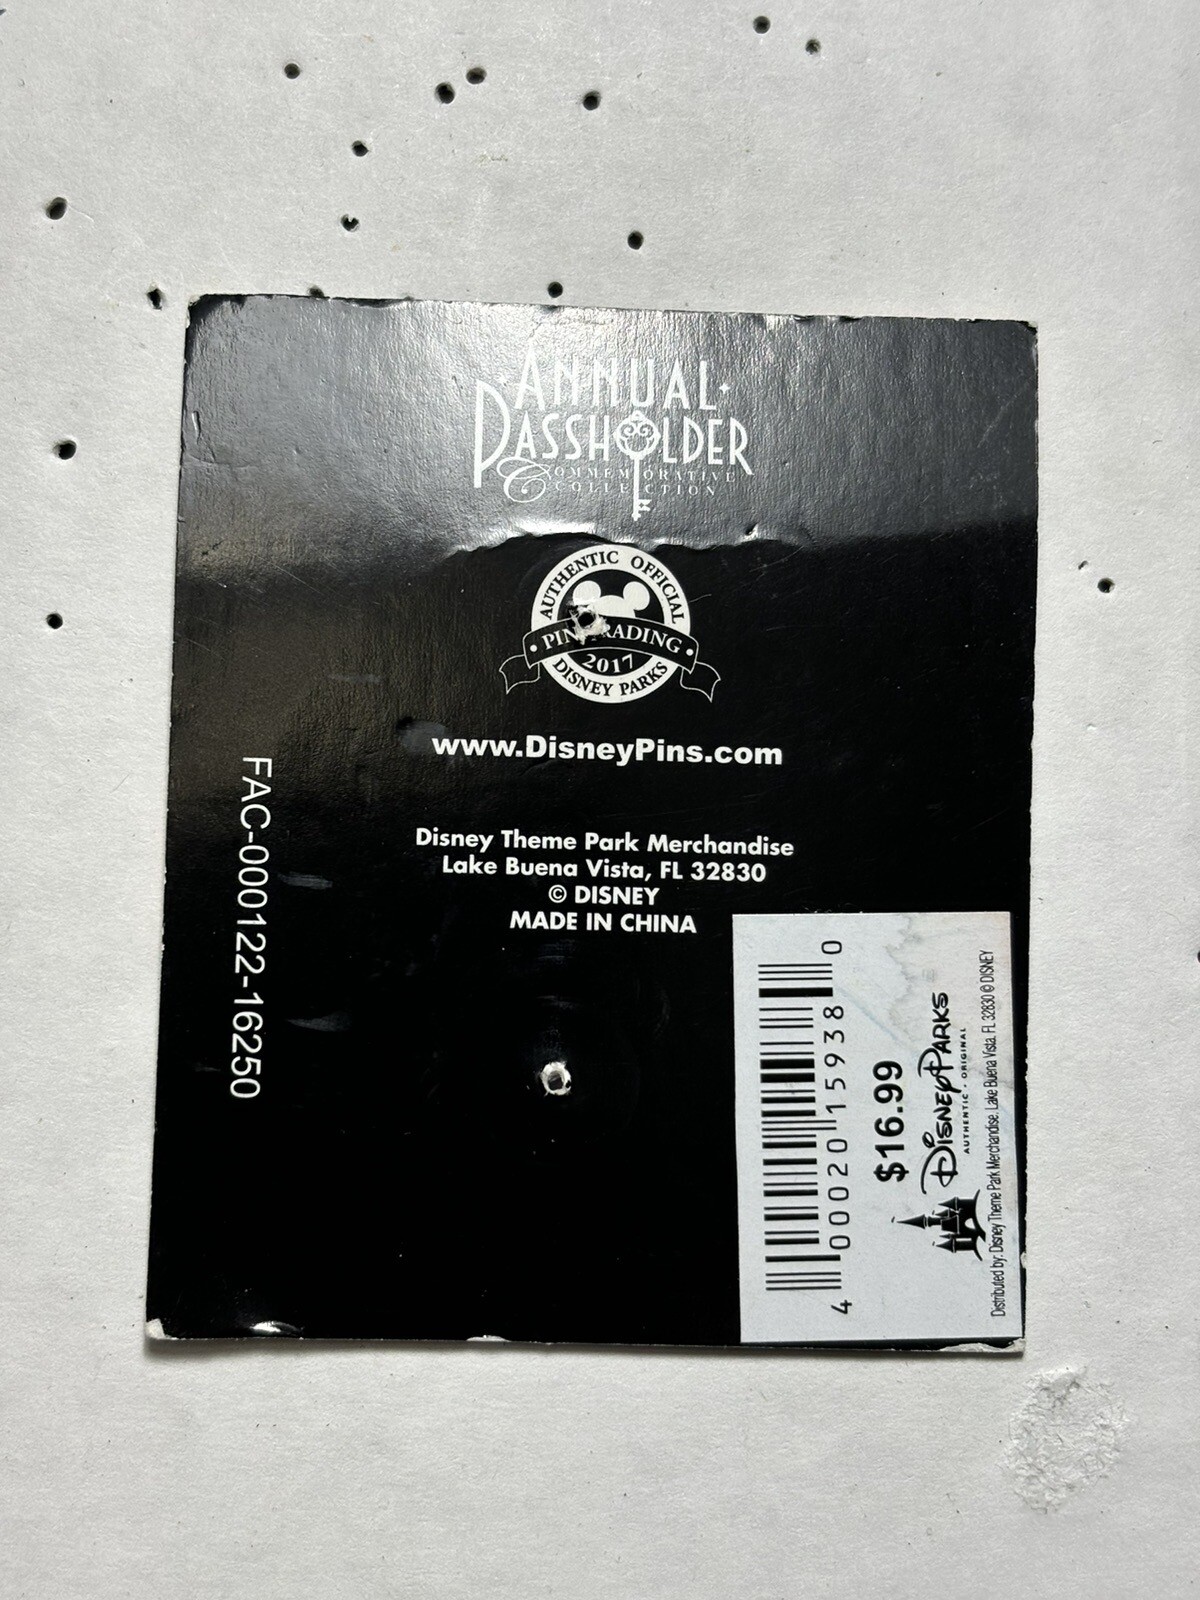 ANNUAL
PASSHOLDER
COMMEMORATIVE
COLLECTION
AUTHENTIC OFFICIAL
PIN TRADING
2017
DISNEY PARKS
www.DisneyPins.com
Disney Theme Park Merchandise
Lake Buena Vista, FL 32830
© DISNEY
MADE IN CHINA
FAC-000122-16250
4 00020 15938 0
$16.99
DISNEY PARKS
AUTHENTIC · ORIGINAL
Distributed by: Disney Theme Park Merchandise, Lake Buena Vista, FL 32830 © DISNEY